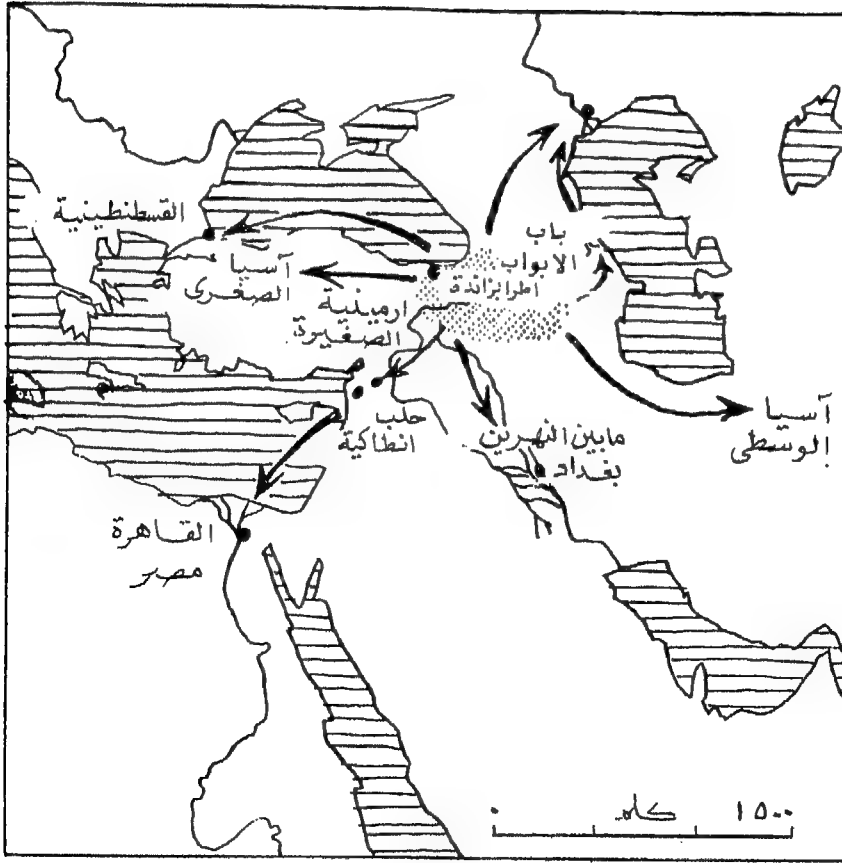 القسطنطينية
باب
الابواب
اطرابزاندة
آسيا
الصغرى
ارمينية
الصغيرة
آسيا
الوسطى
حلب
انطاكية
مابين النهرين
بغداد
القاهرة
مصر
٠ كلم ١٥٠٠